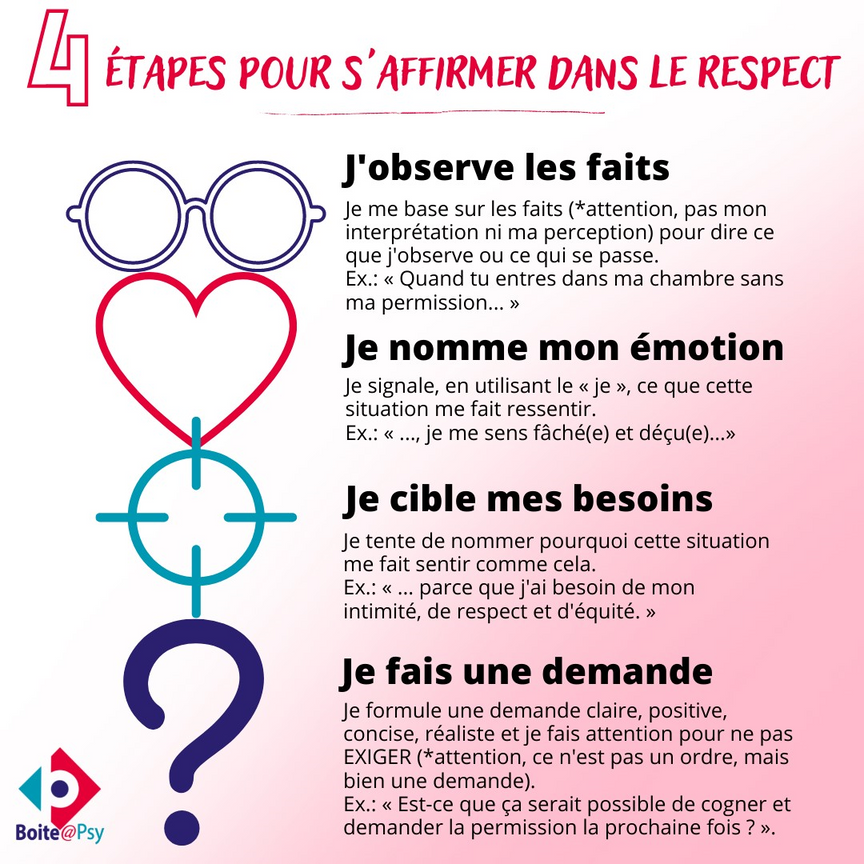 4 ÉTAPES POUR S'AFFIRMER DANS LE RESPECT
J'observe les faits
Je me base sur les faits (*attention, pas mon
interprétation ni ma perception) pour dire ce
que j'observe ou ce qui se passe.
Ex.: « Quand tu entres dans ma chambre sans
ma permission... »
Je nomme mon émotion
Je signale, en utilisant le « je », ce que cette
situation me fait ressentir.
Ex.: « ..., je me sens fâché(e) et déçu(e)...»
Je cible mes besoins
Je tente de nommer pourquoi cette situation
me fait sentir comme cela.
Ex.: « ... parce que j'ai besoin de mon
intimité, de respect et d'équité. »
Je fais une demande
Je formule une demande claire, positive,
concise, réaliste et je fais attention pour ne pas
EXIGER (*attention, ce n'est pas un ordre, mais
bien une demande).
Ex.: « Est-ce que ça serait possible de cogner et
demander la permission la prochaine fois ? ».
Boite@Psy